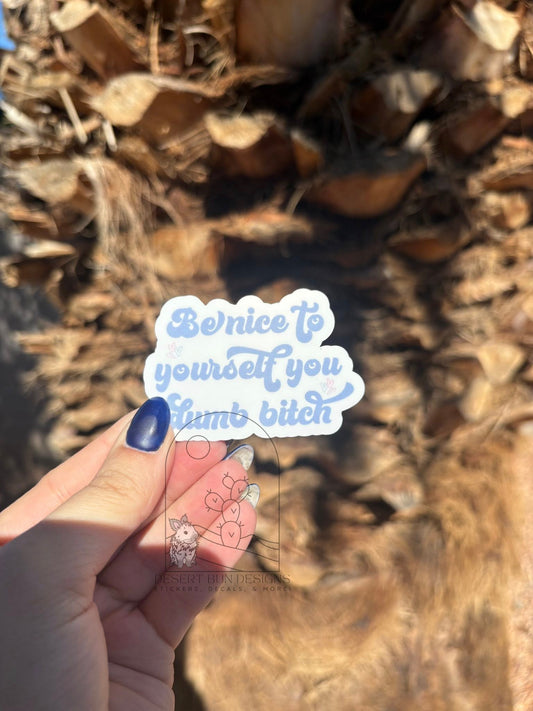 Be nice to
yourself you
dumb bitch
DESERT BUN DESIGNS
STICKERS, DECALS, & MORE!